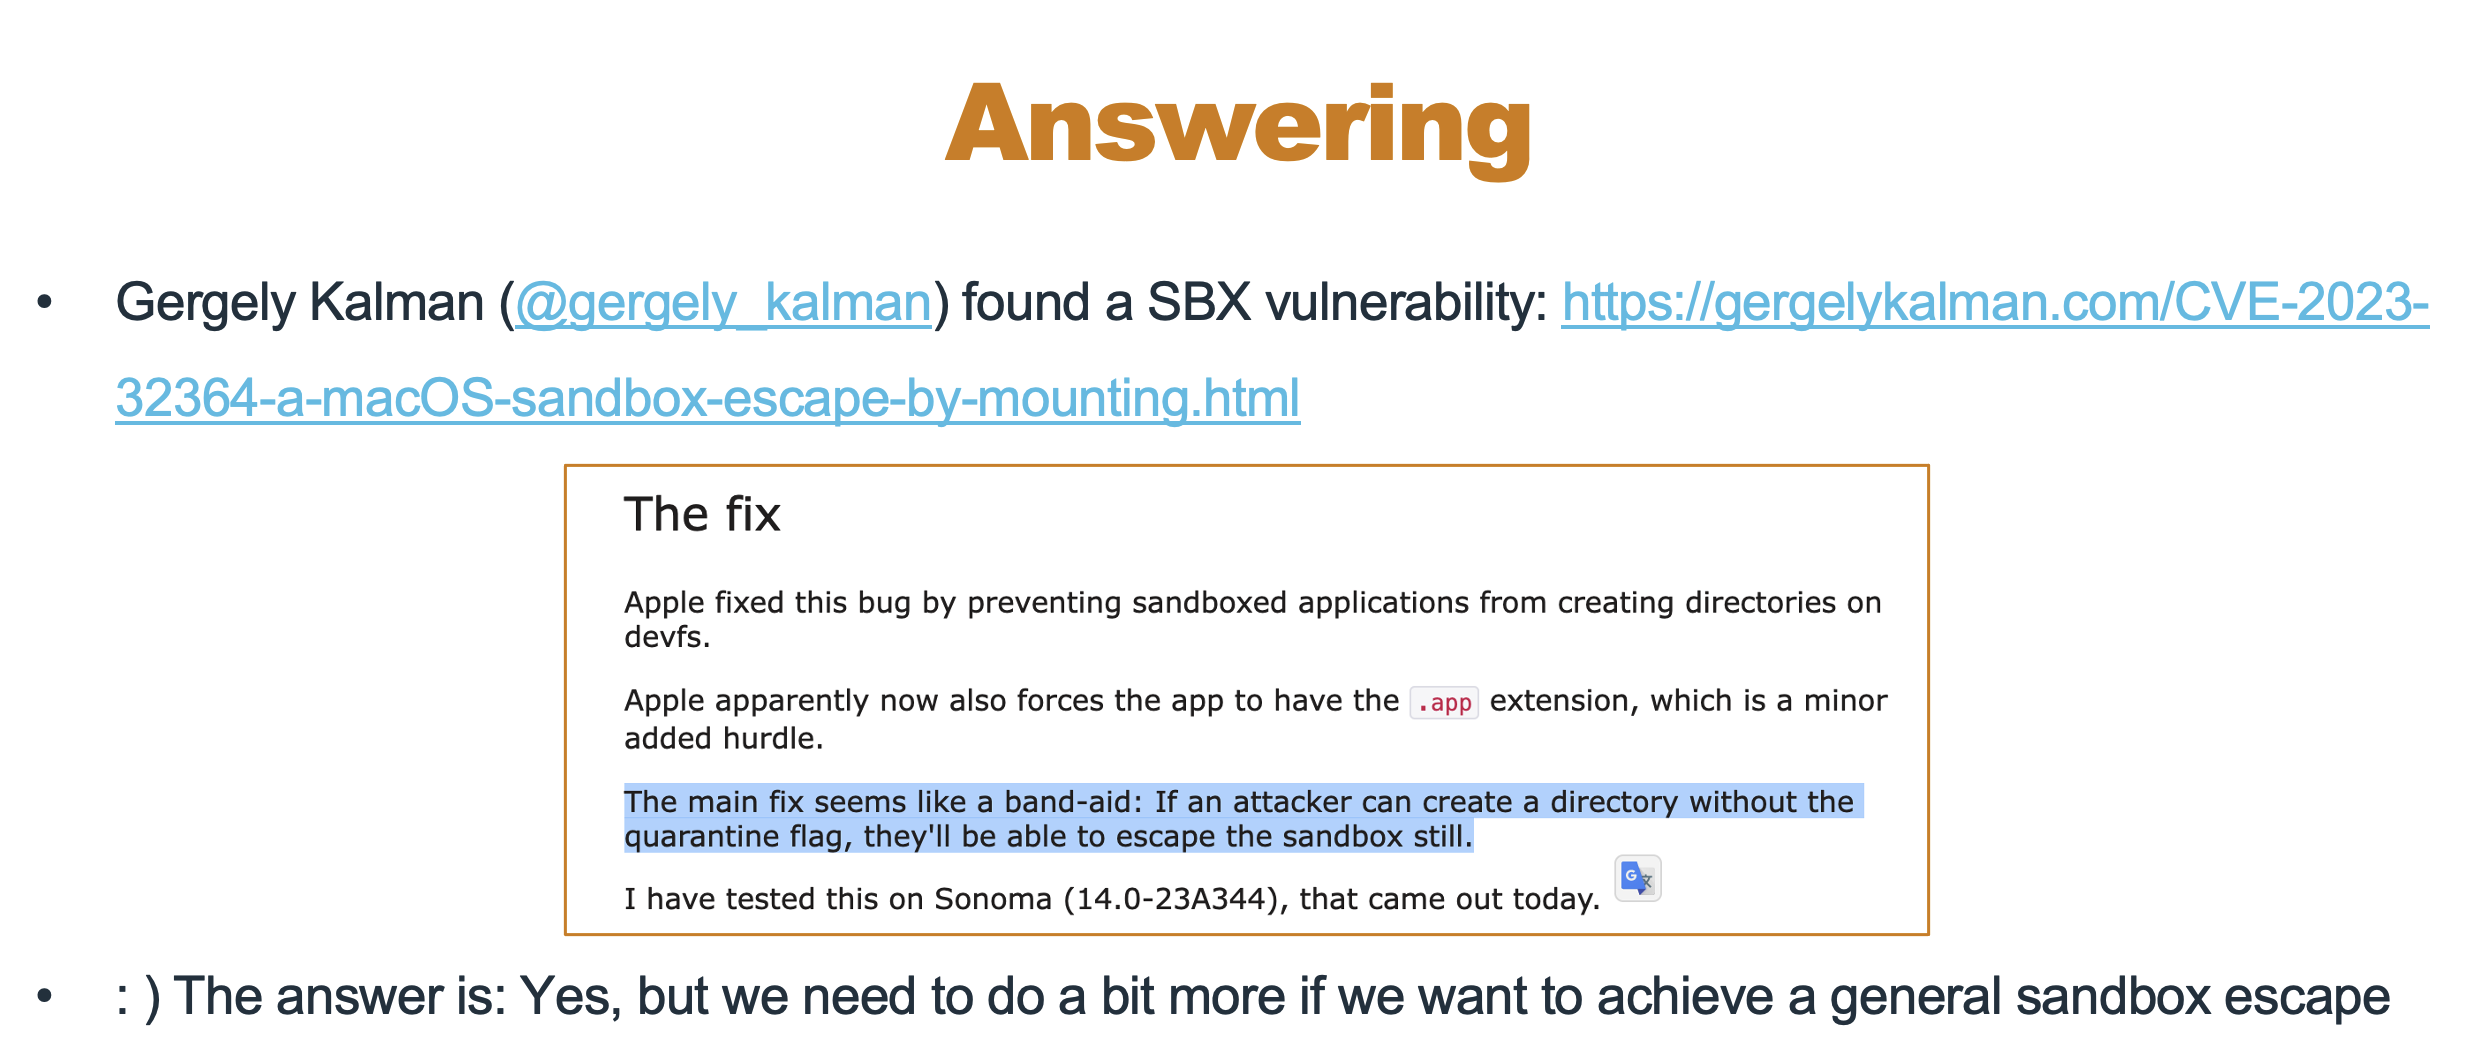 Answering
• Gergely Kalman (@gergely_kalman) found a SBX vulnerability: https://gergelykalman.com/CVE-2023-
32364-a-macOS-sandbox-escape-by-mounting.html
The fix
Apple fixed this bug by preventing sandboxed applications from creating directories on
devfs.
Apple apparently now also forces the app to have the .app extension, which is a minor
added hurdle.
The main fix seems like a band-aid: If an attacker can create a directory without the
quarantine flag, they'll be able to escape the sandbox still.
I have tested this on Sonoma (14.0-23A344), that came out today.
G文
• : ) The answer is: Yes, but we need to do a bit more if we want to achieve a general sandbox escape